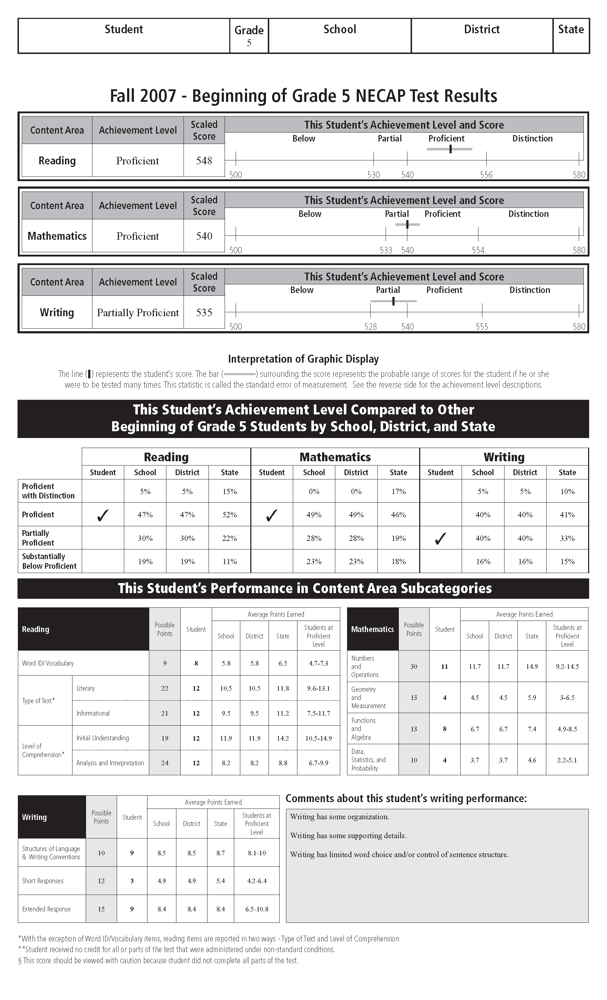 Student Grade School District State
5
Fall 2007 - Beginning of Grade 5 NECAP Test Results
Content Area Achievement Level Scaled Score This Student's Achievement Level and Score
Below Partial Proficient Distinction
Reading Proficient 548
500 530 540 556 580
Content Area Achievement Level Scaled Score This Student's Achievement Level and Score
Below Partial Proficient Distinction
Mathematics Proficient 540
500 533 540 554 580
Content Area Achievement Level Scaled Score This Student's Achievement Level and Score
Below Partial Proficient Distinction
Writing Partially Proficient 535
500 528 540 555 580
Interpretation of Graphic Display
The line ( ) represents the student's score. The bar ( ) surrounding the score represents the probable range of scores for the student if he or she
were to be tested many times. This statistic is called the standard error of measurement. See the reverse side for the achievement level descriptions.
This Student's Achievement Level Compared to Other
Beginning of Grade 5 Students by School, District, and State
Reading Mathematics Writing
Student School District State Student School District State Student School District State
Proficient with Distinction 5% 5% 15% 0% 0% 17% 5% 5% 10%
Proficient ✓ 47% 47% 52% ✓ 49% 49% 46% 40% 40% 41%
Partially Proficient 30% 30% 22% 28% 28% 19% ✓ 40% 40% 33%
Substantially Below Proficient 19% 19% 11% 23% 23% 18% 16% 16% 15%
This Student's Performance in Content Area Subcategories
Reading Possible Points Student Average Points Earned
School District State Students at Proficient Level
Word ID/ Vocabulary 9 8 5.8 5.8 6.5 4.7-7.3
Type of Text*
Literary 22 12 10.5 10.5 11.8 9.6-13.1
Informational 21 12 9.5 9.5 11.2 7.5-11.7
Level of Comprehension*
Initial Understanding 19 12 11.9 11.9 14.2 10.5-14.9
Analysis and Interpretation 24 12 8.2 8.2 8.8 6.7-9.9
Mathematics Possible Points Student Average Points Earned
School District State Students at Proficient Level
Numbers and Operations 30 11 11.7 11.7 14.9 9.2-14.5
Geometry and Measurement 13 4 4.5 4.5 5.9 3-6.5
Functions and Algebra 13 8 6.7 6.7 7.4 4.9-8.5
Data, Statistics, and Probability 10 4 3.7 3.7 4.6 2.2-5.1
Writing Possible Points Student Average Points Earned
School District State Students at Proficient Level
Structures of Language & Writing Conventions 10 9 8.5 8.5 8.7 8.1-10
Short Responses 12 3 4.9 4.9 5.4 4.2-6.4
Extended Response 15 9 8.4 8.4 8.4 6.5-10.8
Comments about this student's writing performance:
Writing has some organization.
Writing has some supporting details.
Writing has limited word choice and/or control of sentence structure.
*With the exception of Word ID/Vocabulary items, reading items are reported in two ways - Type of Text and Level of Comprehension
**Student received no credit for all or parts of the test that were administered under non-standard conditions.
§ This score should be viewed with caution because student did not complete all parts of the test.